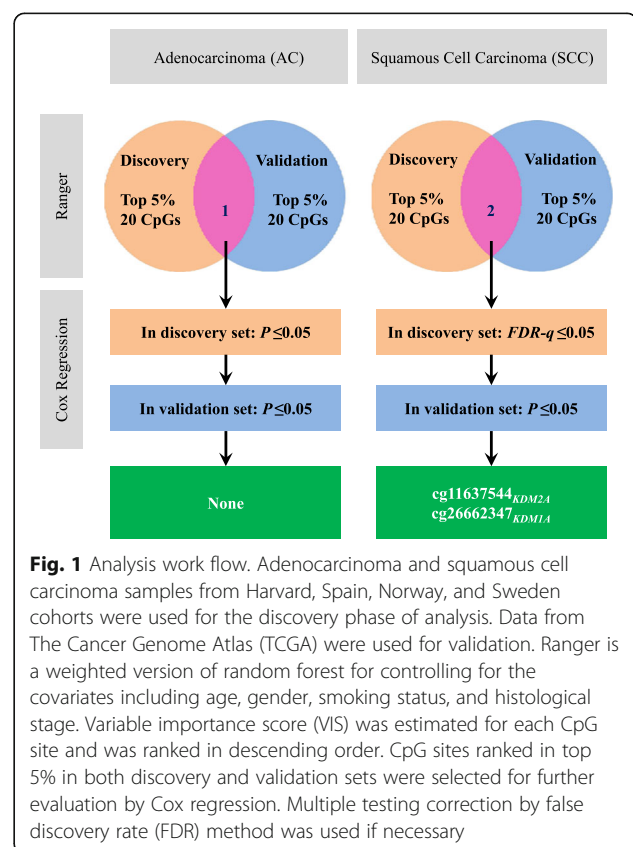 Adenocarcinoma (AC)
Squamous Cell Carcinoma (SCC)
Ranger
Discovery
Top 5%
20 CpGs
1
Validation
Top 5%
20 CpGs
Discovery
Top 5%
20 CpGs
2
Validation
Top 5%
20 CpGs
Cox Regression
In discovery set: P ≤0.05
In discovery set: FDR-q ≤0.05
In validation set: P ≤0.05
In validation set: P ≤0.05
None
cg11637544KDM2A
cg26662347KDM1A
Fig. 1 Analysis work flow. Adenocarcinoma and squamous cell
carcinoma samples from Harvard, Spain, Norway, and Sweden
cohorts were used for the discovery phase of analysis. Data from
The Cancer Genome Atlas (TCGA) were used for validation. Ranger is
a weighted version of random forest for controlling for the
covariates including age, gender, smoking status, and histological
stage. Variable importance score (VIS) was estimated for each CpG
site and was ranked in descending order. CpG sites ranked in top
5% in both discovery and validation sets were selected for further
evaluation by Cox regression. Multiple testing correction by false
discovery rate (FDR) method was used if necessary